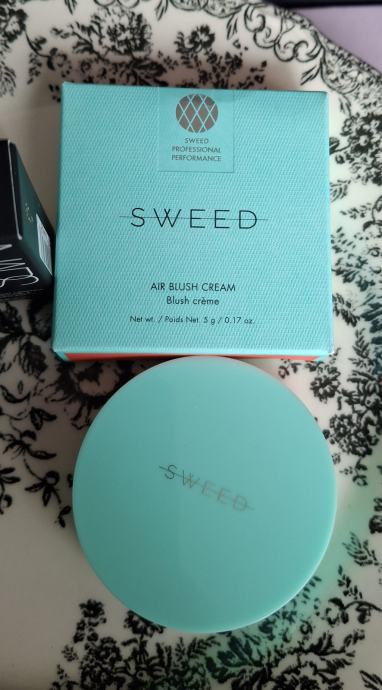 SWEED
PROFESSIONAL
PERFORMANCE
SWEED
AIR BLUSH CREAM
Blush crème
Net wt. / Poids Net. 5 g / 0.17 oz.
SWEED